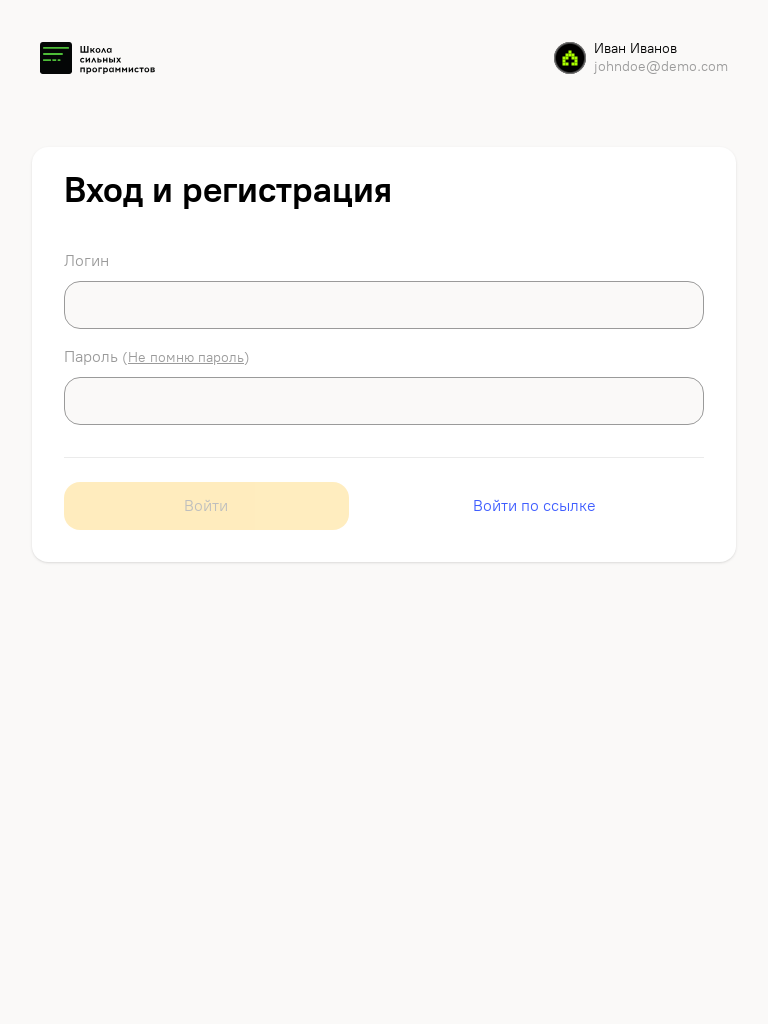 Школа
сильных
программистов
Иван Иванов
johndoe@demo.com
Вход и регистрация
Логин
Пароль (Не помню пароль)
Войти
Войти по ссылке